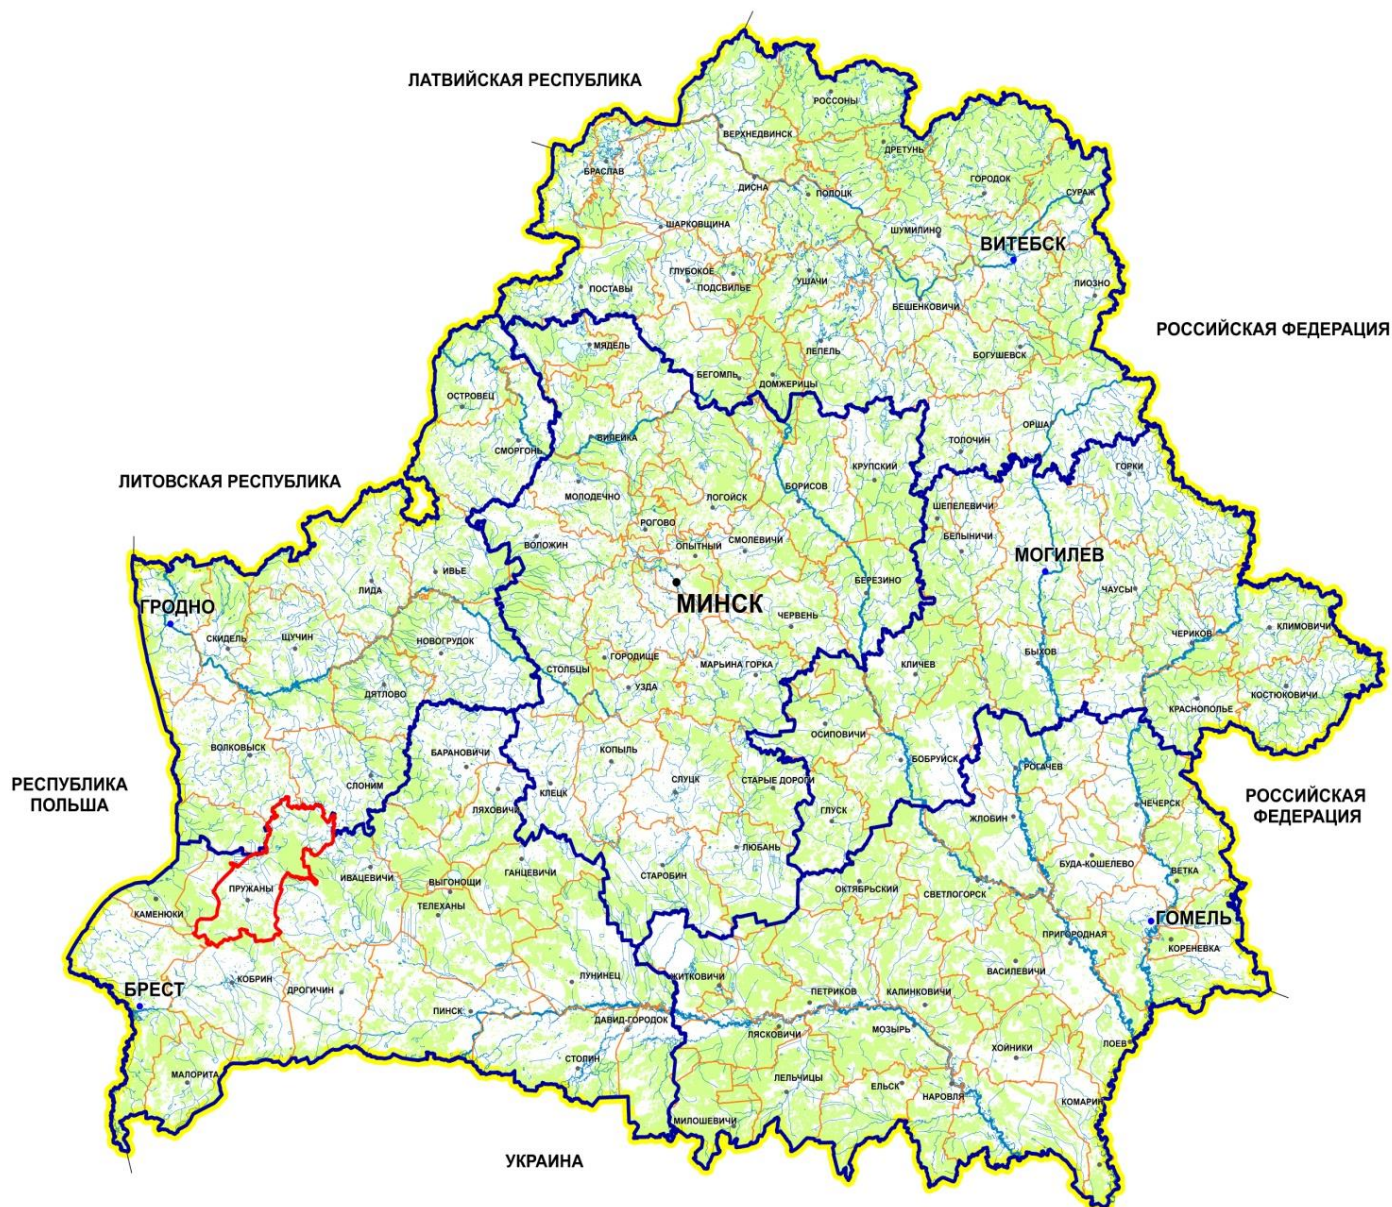 ЛАТВИЙСКАЯ РЕСПУБЛИКА
РОССОНЫ
ВЕРХНЕДВИНСК
ДРЕТУНЬ
БРАСЛАВ
ГОРОДОК
ДИСНА
ПОЛОЦК
СУРАЖ
ШАРКОВЩИНА
ШУМИЛИНО
ВИТЕБСК
ГЛУБОКОЕ
УШАЧИ
ЛИОЗНО
ПОСТАВЫ
ПОДСВИЛЬЕ
БЕШЕНКОВИЧИ
РОССИЙСКАЯ ФЕДЕРАЦИЯ
МЯДЕЛЬ
ЛЕПЕЛЬ
БОГУШЕВСК
БЕГОМЛЬ
ДОМЖЕРИЦЫ
ОСТРОВЕЦ
ОРША
ВИЛЕЙКА
ТОЛОЧИН
СМОРГОНЬ
КРУПСКИЙ
ГОРКИ
ЛИТОВСКАЯ РЕСПУБЛИКА
МОЛОДЕЧНО
ЛОГОЙСК
БОРИСОВ
ШЕПЕЛЕВИЧИ
РОГОВО
СМОЛЕВИЧИ
БЕЛЫНИЧИ
ВОЛОЖИН
ОПЫТНЫЙ
МОГИЛЕВ
ИВЬЕ
БЕРЕЗИНО
ЛИДА
ЧАУСЫ
ГРОДНО
МИНСК
ЧЕРВЕНЬ
СКИДЕЛЬ
ЩУЧИН
НОВОГРУДОК
ЧЕРИКОВ
КЛИМОВИЧИ
ГОРОДИЩЕ
МАРЬИНА ГОРКА
КЛИЧЕВ
БЫХОВ
СТОЛБЦЫ
УЗДА
ДЯТЛОВО
КОСТЮКОВИЧИ
КРАСНОПОЛЬЕ
ОСИПОВИЧИ
ВОЛКОВЫСК
БАРАНОВИЧИ
КОПЫЛЬ
БОБРУЙСК
РОГАЧЕВ
РЕСПУБЛИКА
ПОЛЬША
СЛОНИМ
КЛЕЦК
СЛУЦК
СТАРЫЕ ДОРОГИ
РОССИЙСКАЯ
ФЕДЕРАЦИЯ
ЛЯХОВИЧИ
ГЛУСК
ЖЛОБИН
ЧЕЧЕРСК
ЛЮБАНЬ
БУДА-КОШЕЛЕВО
ИВАЦЕВИЧИ
ГАНЦЕВИЧИ
СТАРОБИН
ВЕТКА
ПРУЖАНЫ
ВЫГОНОЩИ
ОКТЯБРЬСКИЙ
СВЕТЛОГОРСК
ТЕЛЕХАНЫ
КАМЕНЮКИ
ГОМЕЛЬ
ПРИГОРОДНАЯ
КОРЕНЕВКА
ВАСИЛЕВИЧИ
КОБРИН
ЛУНИНЕЦ
ЖИТКОВИЧИ
БРЕСТ
ДРОГИЧИН
ПЕТРИКОВ
КАЛИНКОВИЧИ
ПИНСК
ДАВИД-ГОРОДОК
ЛЯСКОВИЧИ
МОЗЫРЬ
ЛОЕВ
СТОЛИН
ХОЙНИКИ
МАЛОРИТА
ЛЕЛЬЧИЦЫ
ЕЛЬСК
НАРОВЛЯ
КОМАРИН
МИЛОШЕВИЧИ
УКРАИНА